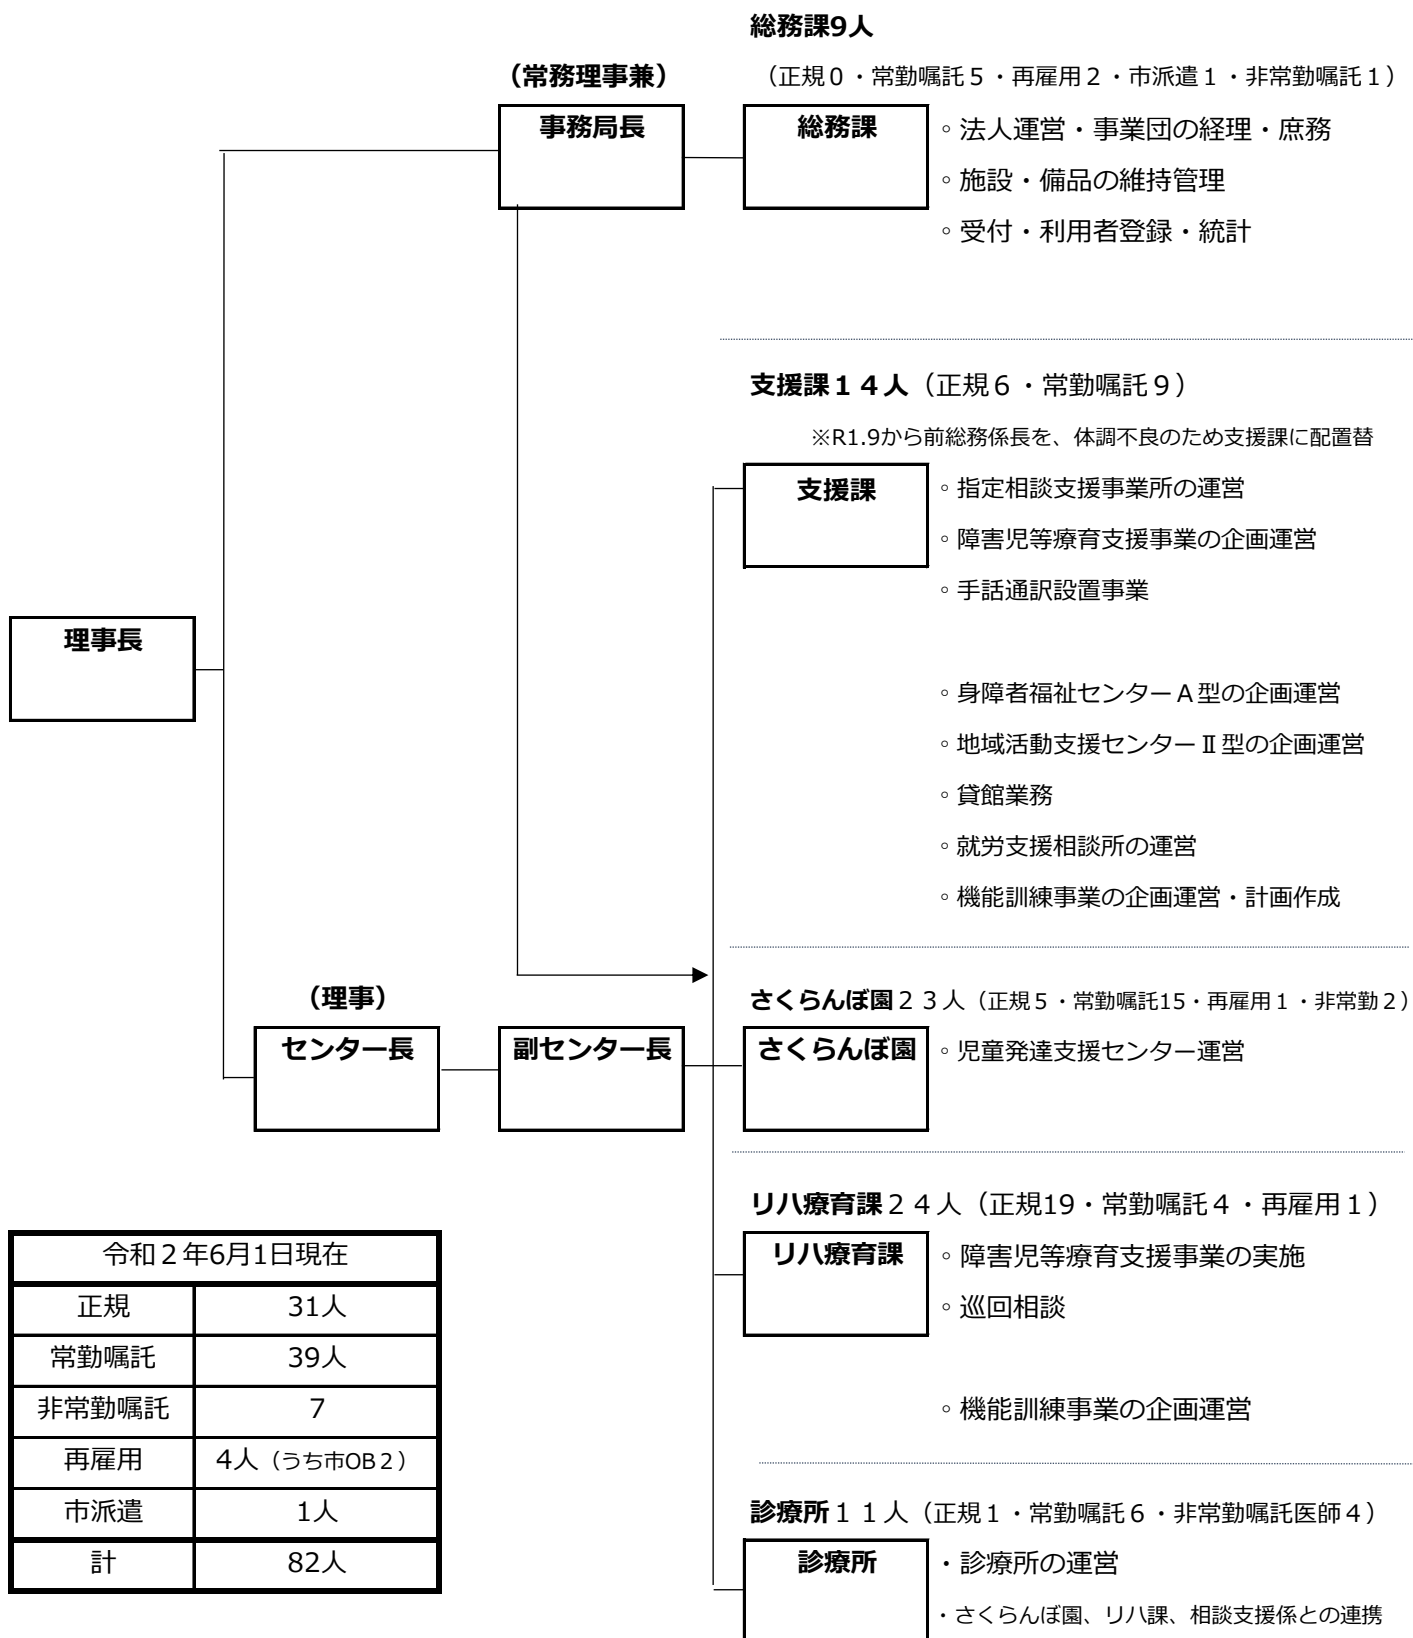 総務課9人
（常務理事兼）
（正規０・常勤嘱託５・再雇用２・市派遣１・非常勤嘱託１）
事務局長
総務課
◦法人運営・事業団の経理・庶務
◦施設・備品の維持管理
◦受付・利用者登録・統計
支援課１４人（正規６・常勤嘱託９）
※R1.9から前総務係長を、体調不良のため支援課に配置替
支援課
◦指定相談支援事業所の運営
◦障害児等療育支援事業の企画運営
◦手話通訳設置事業
理事長
◦身障者福祉センターＡ型の企画運営
◦地域活動支援センターⅡ型の企画運営
◦貸館業務
◦就労支援相談所の運営
◦機能訓練事業の企画運営・計画作成
（理事）
さくらんぼ園２３人（正規５・常勤嘱託15・再雇用１・非常勤２）
センター長
副センター長
さくらんぼ園
◦児童発達支援センター運営
リハ療育課２４人（正規19・常勤嘱託４・再雇用１）
リハ療育課
◦障害児等療育支援事業の実施
◦巡回相談
◦機能訓練事業の企画運営
令和２年6月1日現在
正規 31人
常勤嘱託 39人
非常勤嘱託 7
再雇用 4人（うち市OB２）
市派遣 1人
計 82人
診療所１１人（正規１・常勤嘱託６・非常勤嘱託医師４）
診療所
・診療所の運営
・さくらんぼ園、リハ課、相談支援係との連携